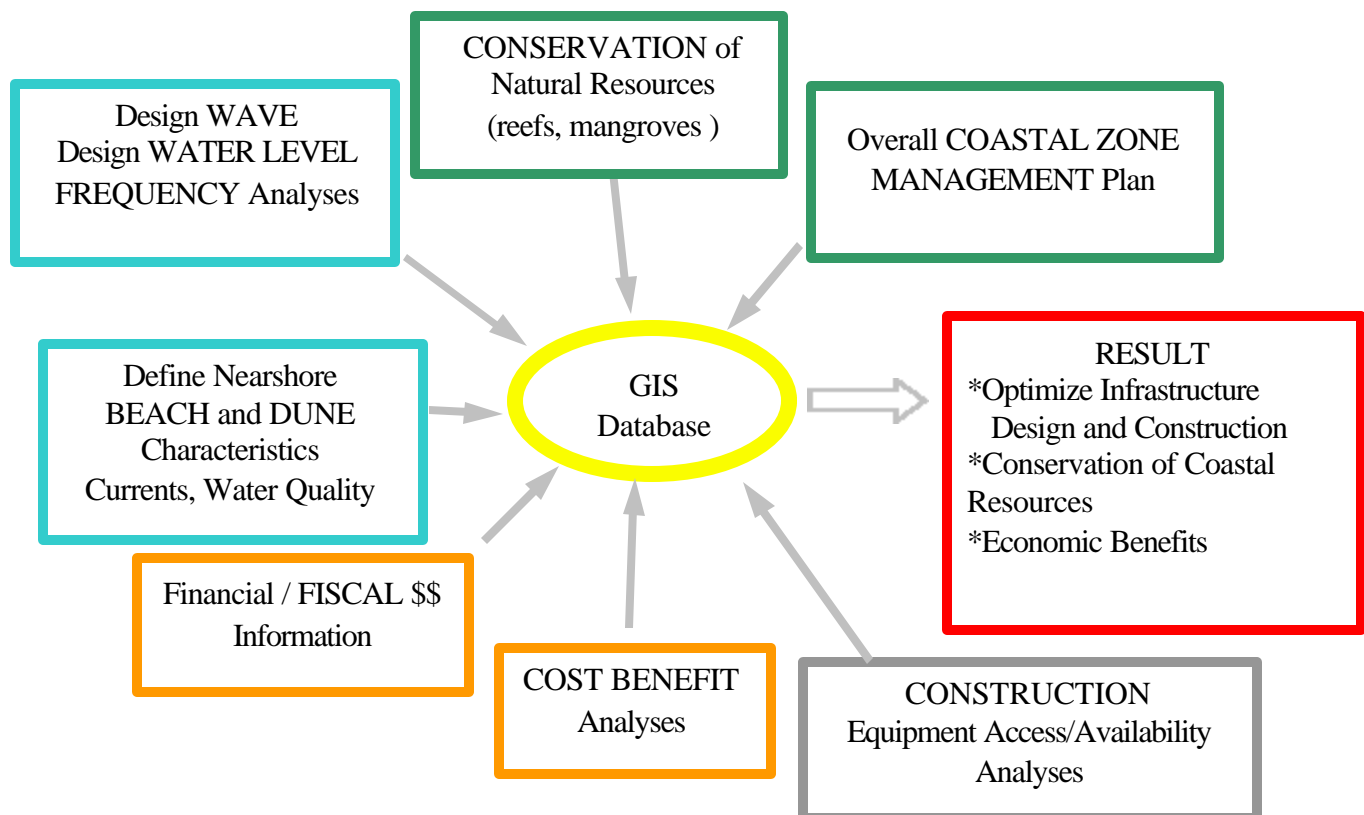 CONSERVATION of
Natural Resources
(reefs, mangroves )
Design WAVE
Design WATER LEVEL
FREQUENCY Analyses
Overall COASTAL ZONE
MANAGEMENT Plan
Define Nearshore
BEACH and DUNE
Characteristics
Currents, Water Quality
GIS
Database
RESULT
*Optimize Infrastructure
Design and Construction
*Conservation of Coastal
Resources
*Economic Benefits
Financial / FISCAL $$
Information
COST BENEFIT
Analyses
CONSTRUCTION
Equipment Access/Availability
Analyses